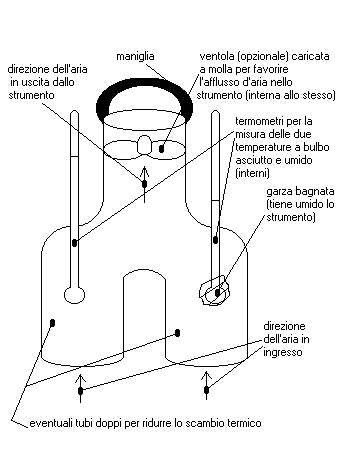 maniglia
ventola (opzionale) caricata
a molla per favorire
l'afflusso d'aria nello
strumento (interna allo stesso)
direzione dell'aria
in uscita dallo
strumento
termometri per la
misura delle due
temperature a bulbo
asciutto e umido
(interni)
garza bagnata
(tiene umido lo
strumento)
direzione
dell'aria in
ingresso
eventuali tubi doppi per ridurre lo scambio termico